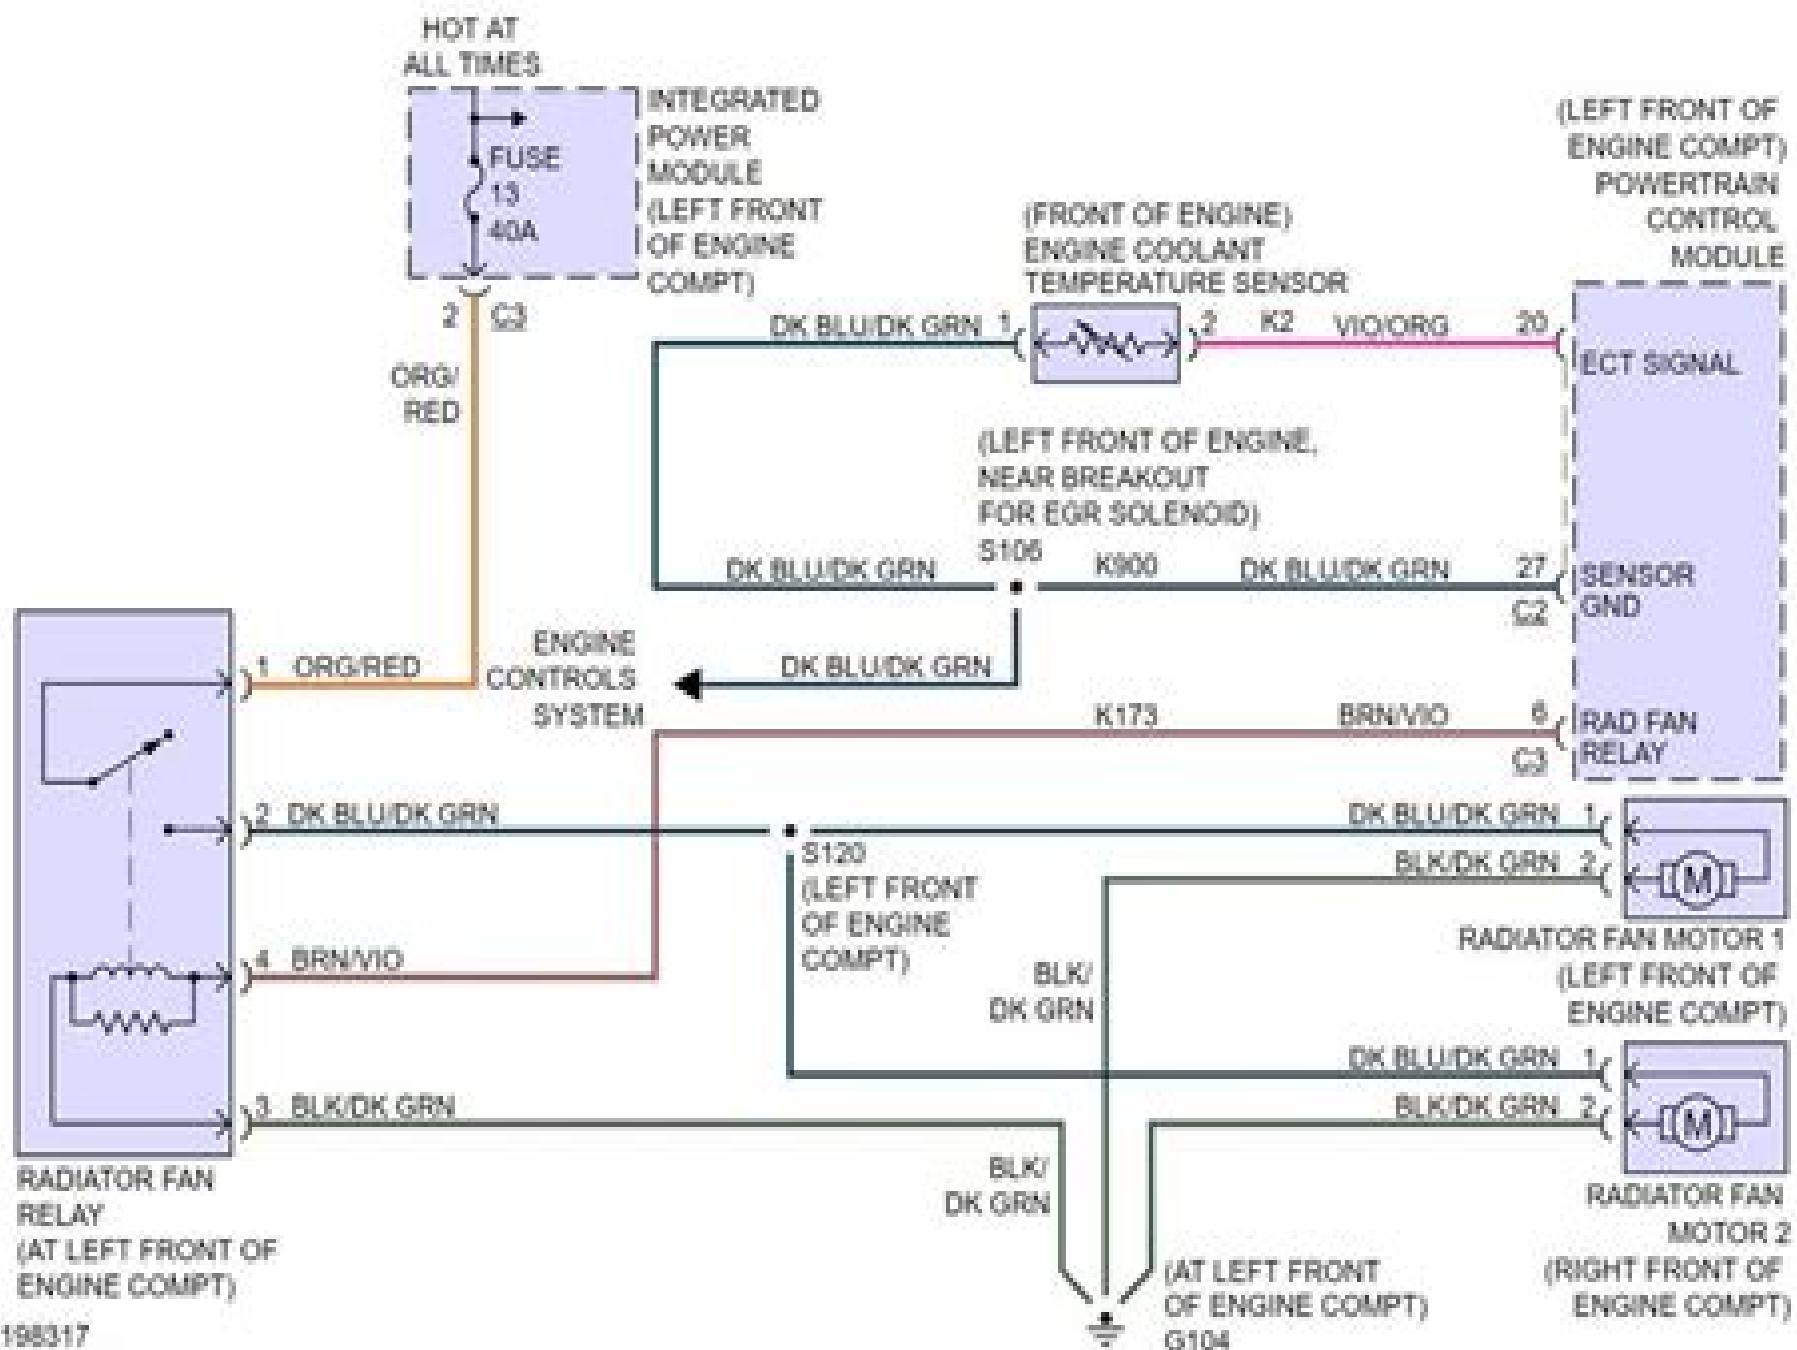 HOT AT
ALL TIMES
INTEGRATED
POWER
MODULE
(LEFT FRONT
OF ENGINE
COMPT)
FUSE
13
40A
2 C3
ORG/
RED
(LEFT FRONT OF
ENGINE COMPT)
POWERTRAIN
CONTROL
MODULE
(FRONT OF ENGINE)
ENGINE COOLANT
TEMPERATURE SENSOR
DK BLU/DK GRN 1
2 K2 VIO/ORG 20
ECT SIGNAL
(LEFT FRONT OF ENGINE,
NEAR BREAKOUT
FOR EGR SOLENOID)
S106
DK BLU/DK GRN
K900 DK BLU/DK GRN 27
C2
SENSOR
GND
1 ORG/RED
ENGINE
CONTROLS
SYSTEM
DK BLU/DK GRN
K173 BRN/VIO 6
C3
RAD FAN
RELAY
2 DK BLU/DK GRN
S120
(LEFT FRONT
OF ENGINE
COMPT)
DK BLU/DK GRN 1
BLK/DK GRN 2
M
RADIATOR FAN MOTOR 1
(LEFT FRONT OF
ENGINE COMPT)
4 BRN/VIO
BLK/
DK GRN
DK BLU/DK GRN 1
BLK/DK GRN 2
M
RADIATOR FAN
MOTOR 2
(RIGHT FRONT OF
ENGINE COMPT)
3 BLK/DK GRN
BLK/
DK GRN
RADIATOR FAN
RELAY
(AT LEFT FRONT OF
ENGINE COMPT)
(AT LEFT FRONT
OF ENGINE COMPT)
G104
198317